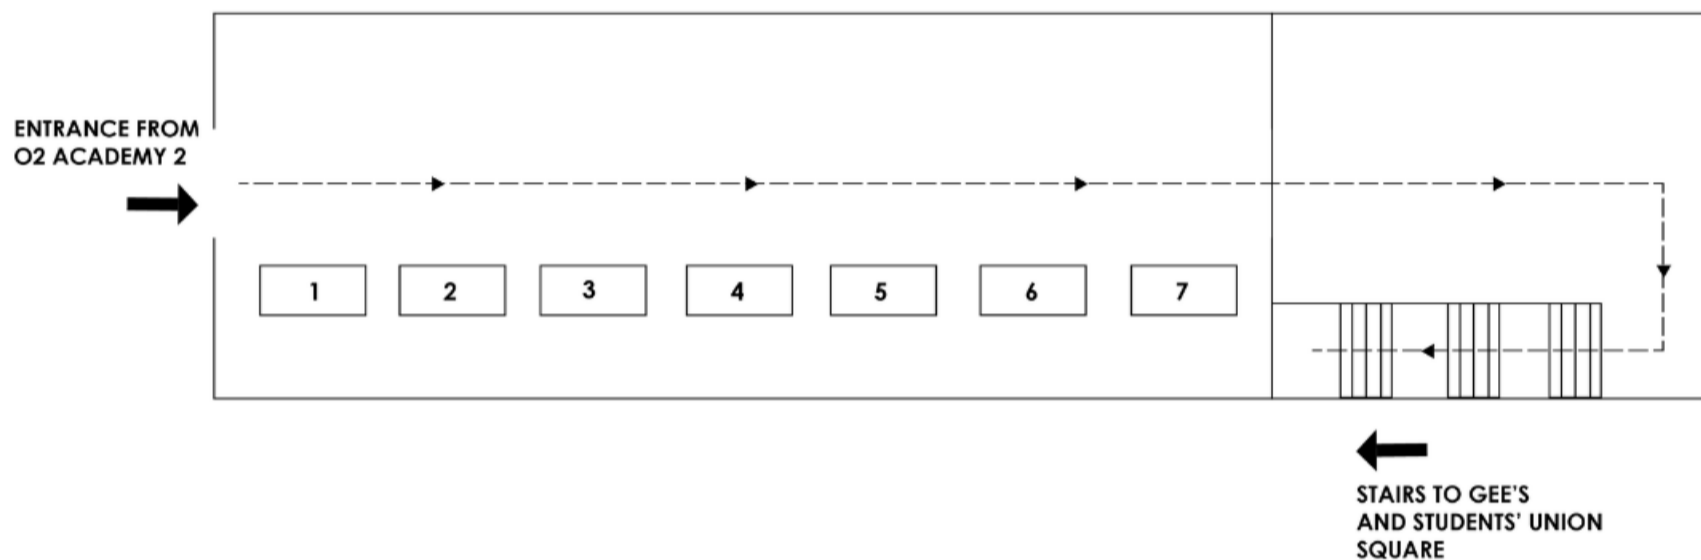 ENTRANCE FROM
O2 ACADEMY 2
1
2
3
4
5
6
7
STAIRS TO GEE'S
AND STUDENTS' UNION
SQUARE